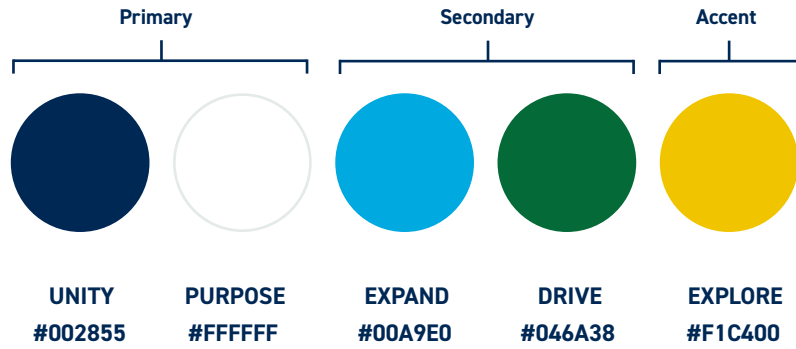 Primary
Secondary
Accent
UNITY
PURPOSE
EXPAND
DRIVE
EXPLORE
#002855
#FFFFFF
#00A9E0
#046A38
#F1C400